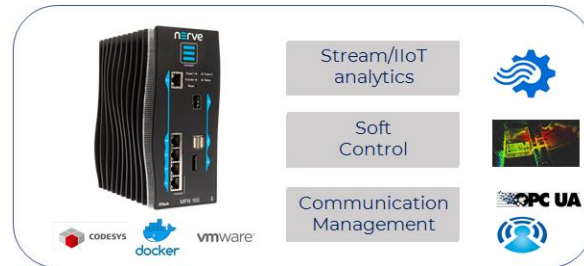 nerve
Stream/IIoT
analytics
Soft
Control
Communication
Management
MFN 100
CODESYS
docker
vmware
OPC UA